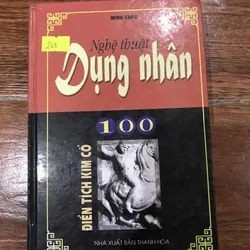 Nghệ thuật
Dụng nhân
100
ĐIỂN TÍCH KIM CỔ
NHÀ XUẤT BẢN THANH HÓA